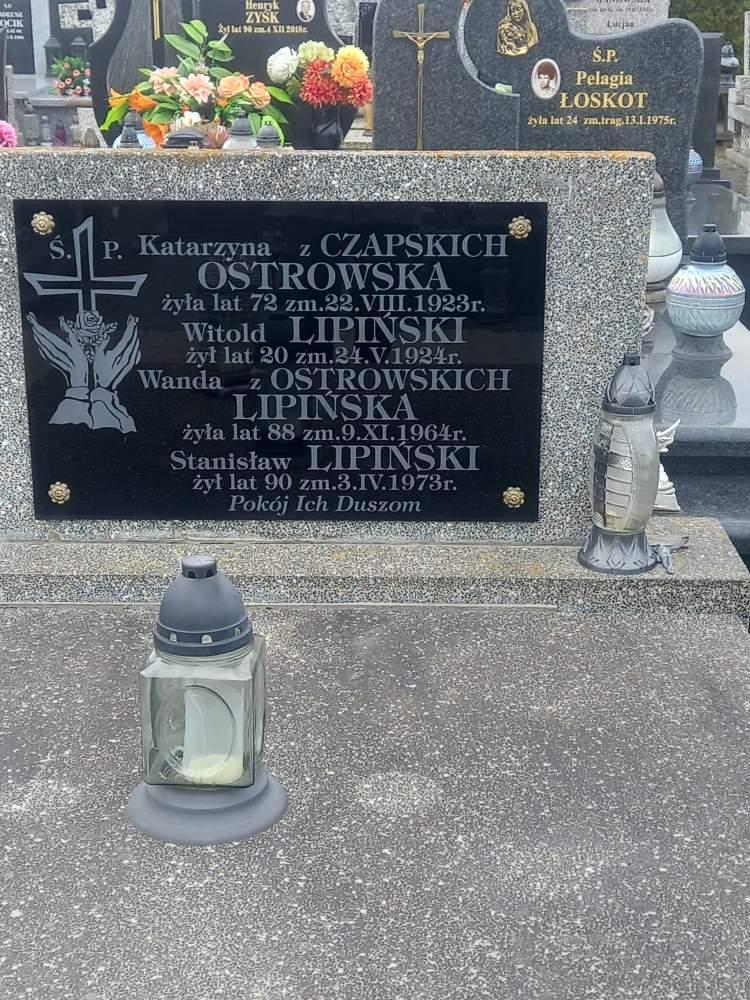 Henryk
ZYŚK
żył lat 90 zm.4 XII 2018r.
Lucjan
Ś.P.
Pelagia
ŁOSKOT
żyła lat 24 zm.trag.13.I.1975r.
Ś. P. Katarzyna z CZAPSKICH
OSTROWSKA
żyła lat 72 zm.22.VIII.1923r.
Witold LIPIŃSKI
żył lat 20 zm.24.V.1924r.
Wanda z OSTROWSKICH
LIPIŃSKA
żyła lat 88 zm.9.XI.1964r.
Stanisław LIPIŃSKI
żył lat 90 zm.3.IV.1973r.
Pokój Ich Duszom